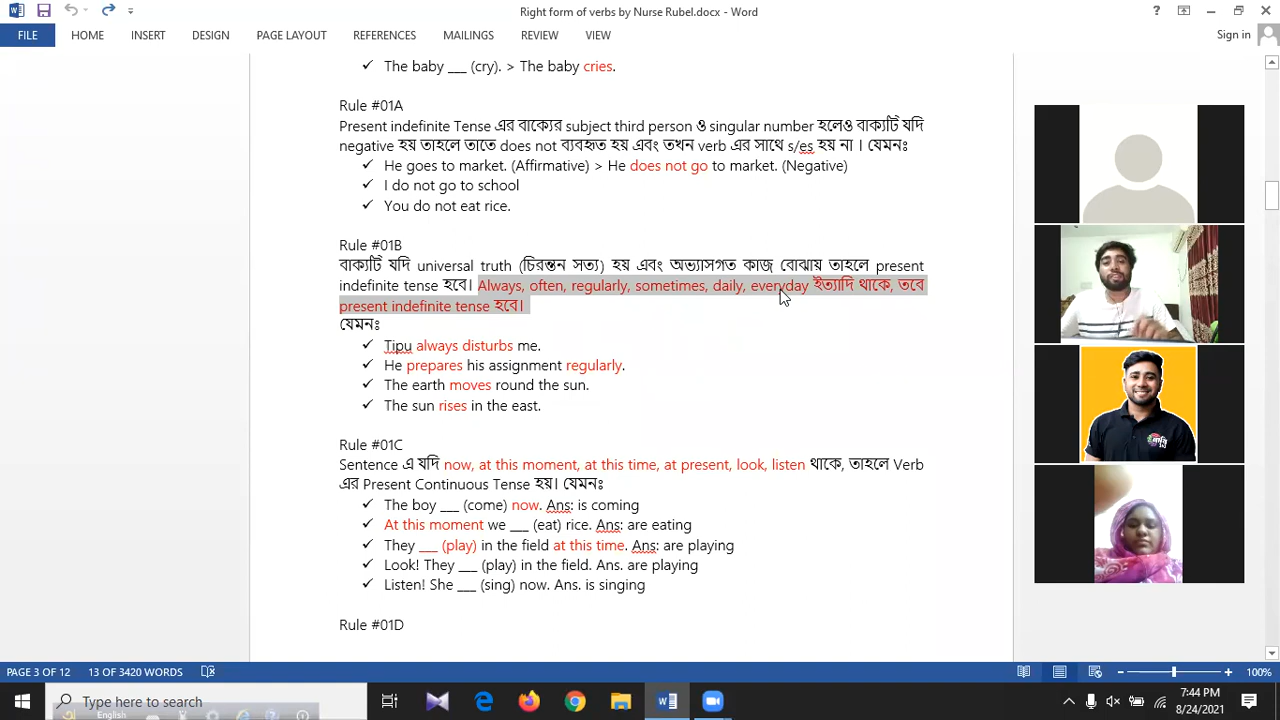 Right form of verbs by Nurse Rubel.docx - Word
FILE HOME INSERT DESIGN PAGE LAYOUT REFERENCES MAILINGS REVIEW VIEW Sign in
✓ The baby ___ (cry). > The baby cries.
Rule #01A
Present indefinite Tense এর বাক্যের subject third person ও singular number হলেও বাক্যটি যদি
negative হয় তাহলে তাতে does not ব্যবহৃত হয় এবং তখন verb এর সাথে s/es হয় না । যেমনঃ
✓ He goes to market. (Affirmative) > He does not go to market. (Negative)
✓ I do not go to school
✓ You do not eat rice.
Rule #01B
বাক্যটি যদি universal truth (চিরন্তন সত্য) হয় এবং অভ্যাসগত কাজ বোঝায় তাহলে present
indefinite tense হবে। Always, often, regularly, sometimes, daily, everyday ইত্যাদি থাকে, তবে
present indefinite tense হবে।
যেমনঃ
✓ Tipu always disturbs me.
✓ He prepares his assignment regularly.
✓ The earth moves round the sun.
✓ The sun rises in the east.
Rule #01C
Sentence এ যদি now, at this moment, at this time, at present, look, listen থাকে, তাহলে Verb
এর Present Continuous Tense হয়। যেমনঃ
✓ The boy ___ (come) now. Ans: is coming
✓ At this moment we ___ (eat) rice. Ans: are eating
✓ They ___ (play) in the field at this time. Ans: are playing
✓ Look! They ___ (play) in the field. Ans. are playing
✓ Listen! She ___ (sing) now. Ans. is singing
Rule #01D
PAGE 3 OF 12 13 OF 3420 WORDS 100%
Type here to search
English
7:44 PM
8/24/2021